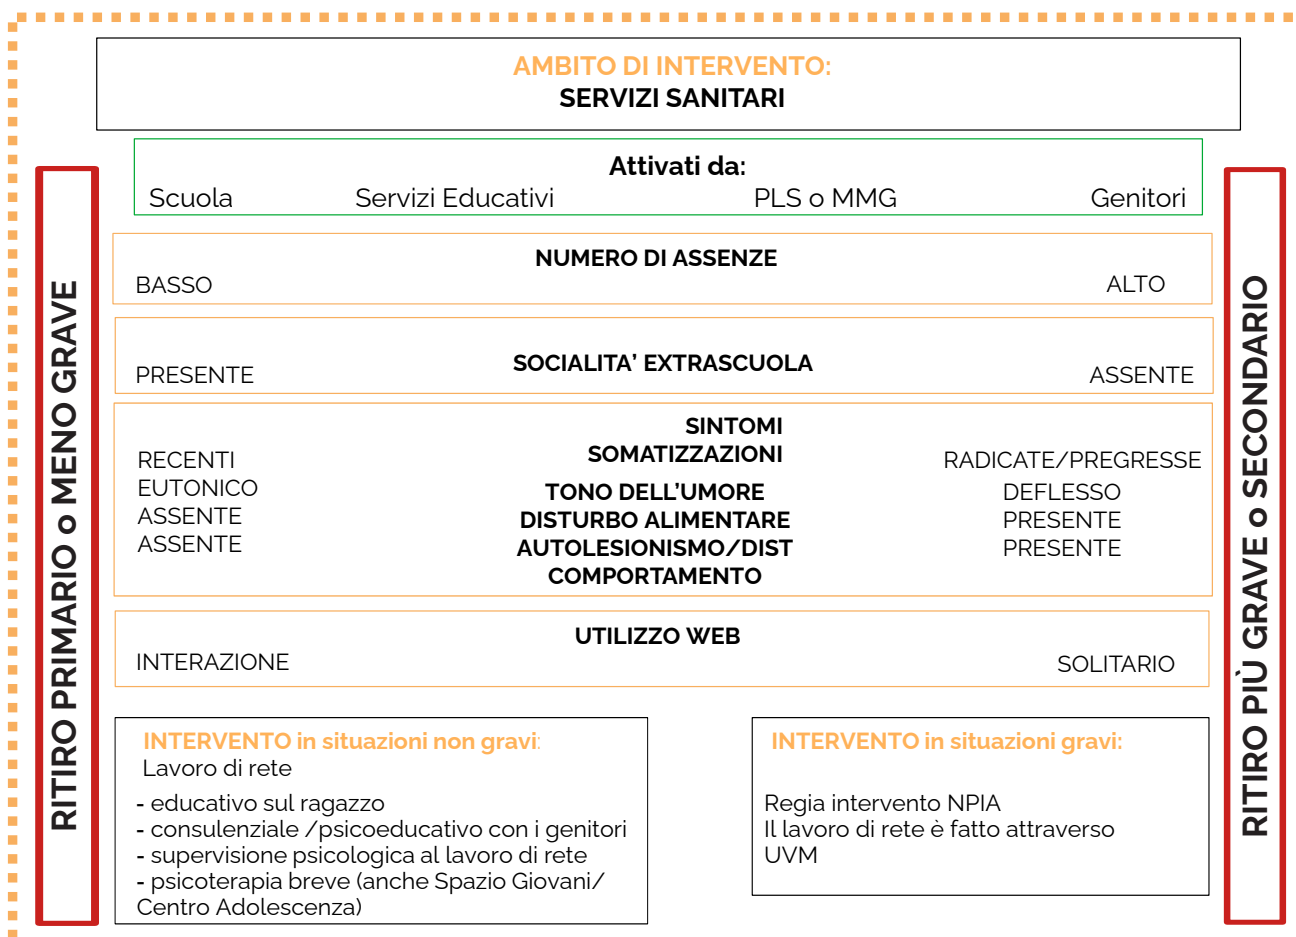 AMBITO DI INTERVENTO:
SERVIZI SANITARI
Attivati da:
Scuola Servizi Educativi PLS o MMG Genitori
RITIRO PRIMARIO o MENO GRAVE
NUMERO DI ASSENZE
BASSO ALTO
SOCIALITA’ EXTRASCUOLA
PRESENTE ASSENTE
SINTOMI
SOMATIZZAZIONI
RECENTI RADICATE/PREGRESSE
EUTONICO TONO DELL’UMORE DEFLESSO
ASSENTE DISTURBO ALIMENTARE PRESENTE
ASSENTE AUTOLESIONISMO/DIST PRESENTE
COMPORTAMENTO
UTILIZZO WEB
INTERAZIONE SOLITARIO
RITIRO PIÙ GRAVE o SECONDARIO
INTERVENTO in situazioni non gravi:
Lavoro di rete
- educativo sul ragazzo
- consulenziale /psicoeducativo con i genitori
- supervisione psicologica al lavoro di rete
- psicoterapia breve (anche Spazio Giovani/
Centro Adolescenza)
INTERVENTO in situazioni gravi:
Regia intervento NPIA
Il lavoro di rete è fatto attraverso
UVM